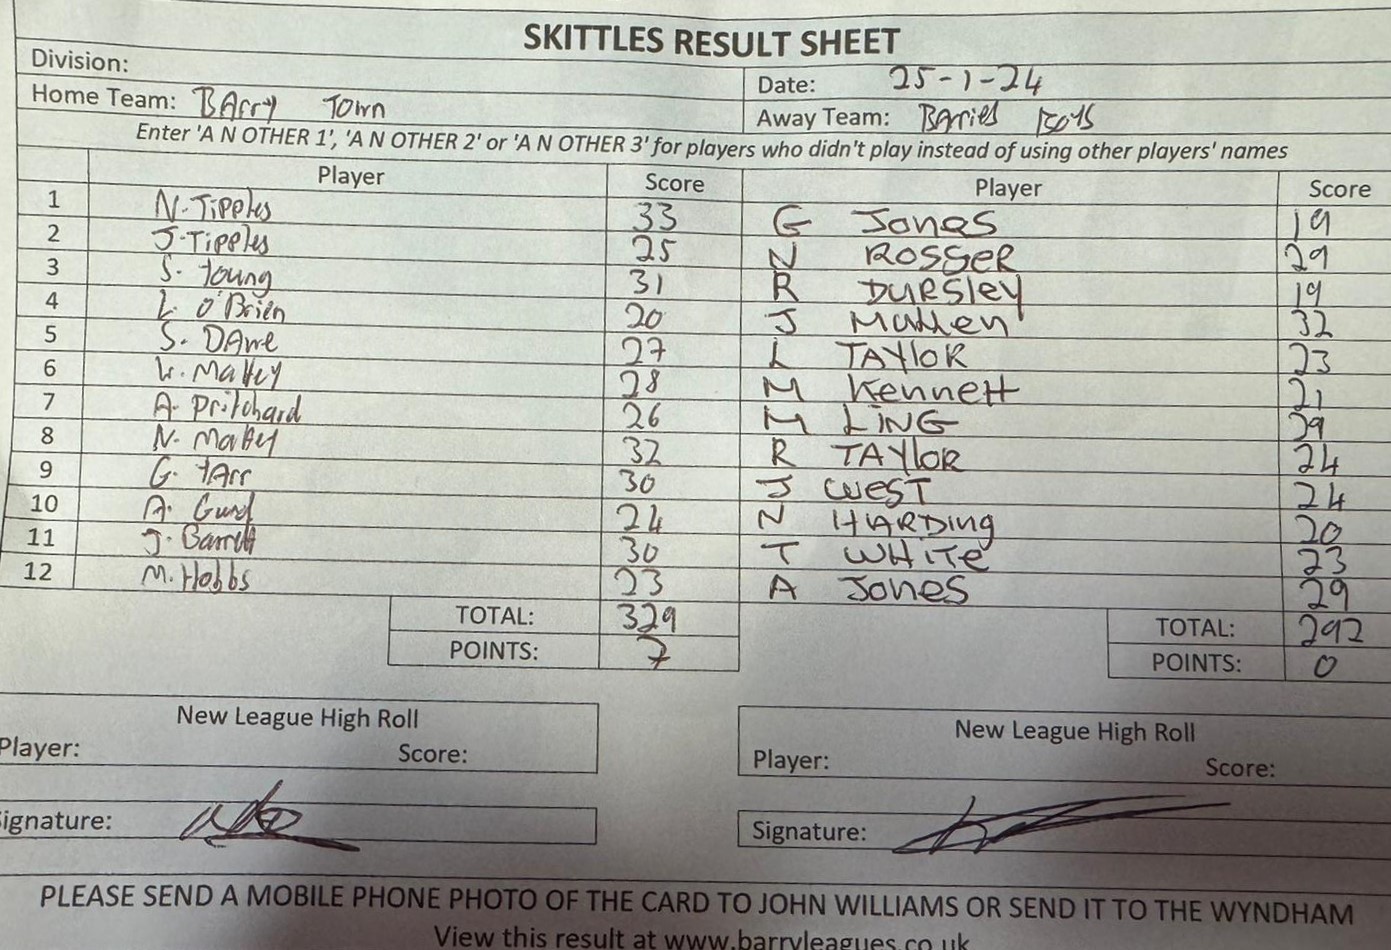 SKITTLES RESULT SHEET
Division: Date: 25-1-24
Home Team: BArry Town Away Team: Barries Boys
Enter 'A N OTHER 1', 'A N OTHER 2' or 'A N OTHER 3' for players who didn't play instead of using other players' names
Player Score Player Score
1 N. Tipples 33 G Jones 19
2 J. Tipples 25 N ROSSER 29
3 S. Young 31 R DURSLEY 19
4 L. O'Brien 20 J Mullen 32
5 S. DAwe 27 L TAYlOR 23
6 28 M Kennett 21
7 A. Pritchard 26 M LiNG 29
8 N. 32 R TAYlOR 24
9 G. TArr 30 J WEST 24
10 A. 24 N HARDing 20
11 J. Barrett 30 T WHiTe 23
12 M. Hobbs 23 A Jones 29
TOTAL: 329 TOTAL: 292
POINTS: 7 POINTS: 0
New League High Roll New League High Roll
Player: Score: Player: Score:
Signature: Signature:
PLEASE SEND A MOBILE PHONE PHOTO OF THE CARD TO JOHN WILLIAMS OR SEND IT TO THE WYNDHAM
View this result at www.barryleagues.co.uk